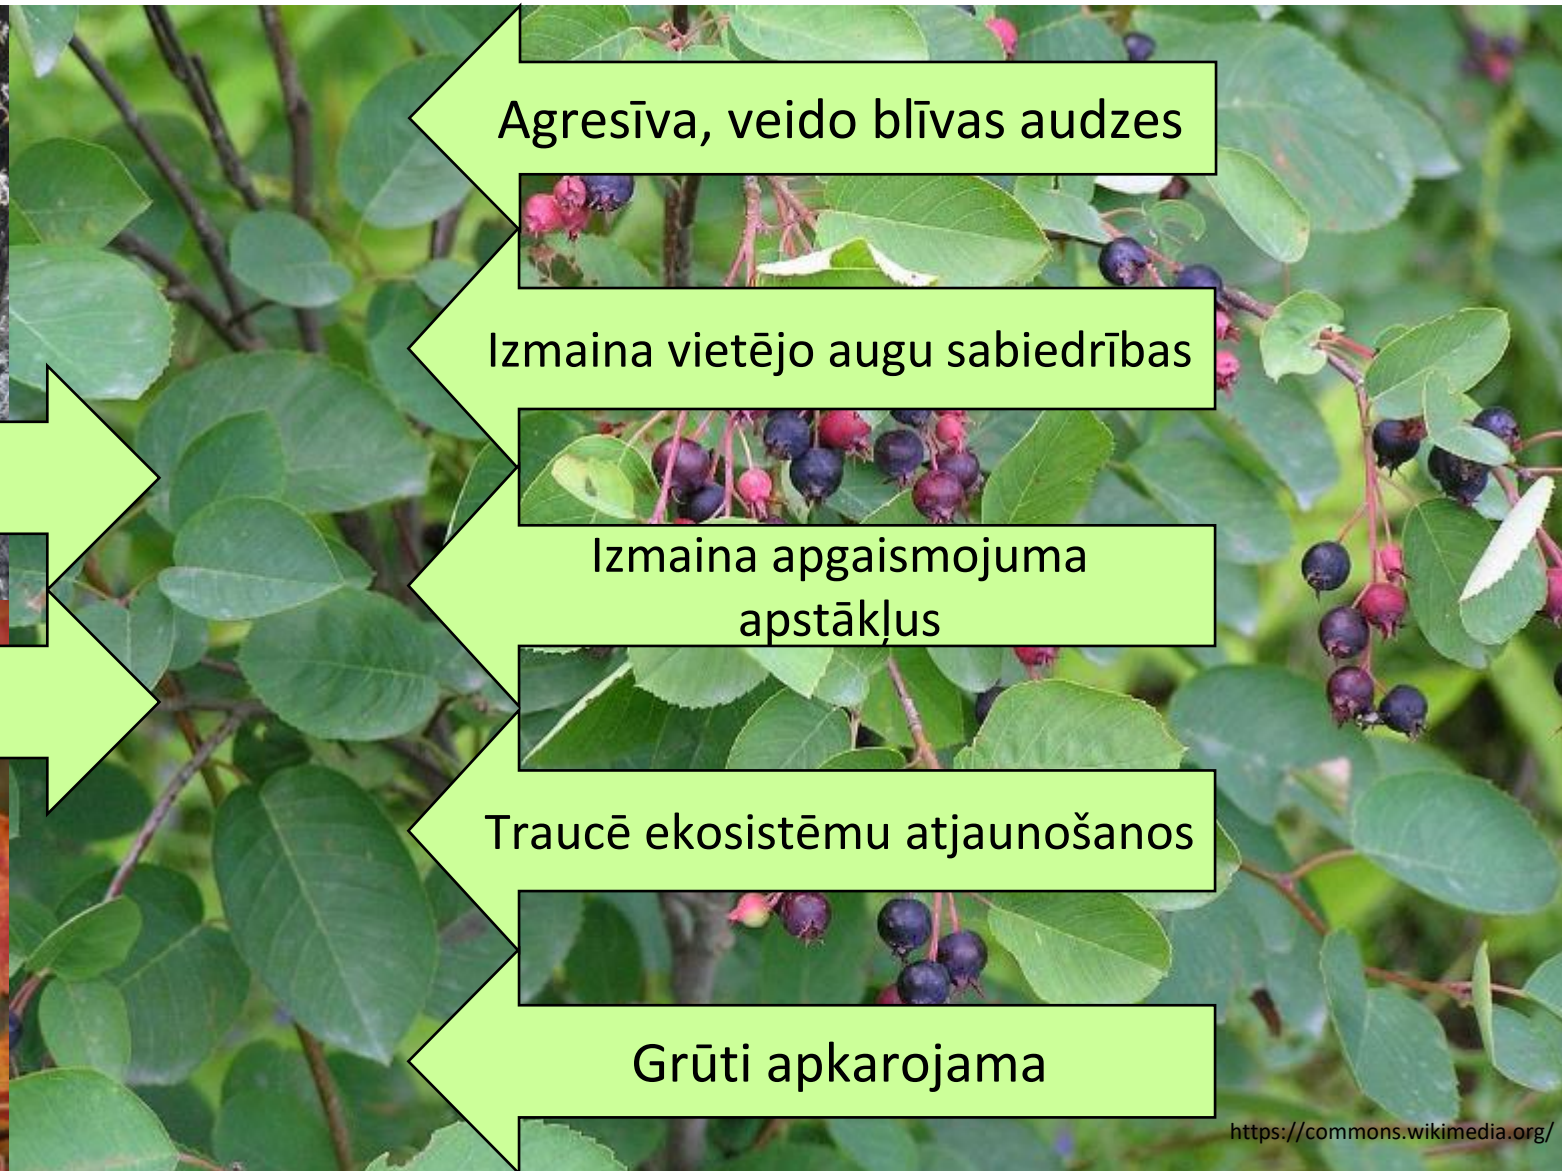 Agresīva, veido blīvas audzes
Izmaina vietējo augu sabiedrības
Izmaina apgaismojuma
apstākļus
Traucē ekosistēmu atjaunošanos
Grūti apkarojama
https://commons.wikimedia.org/